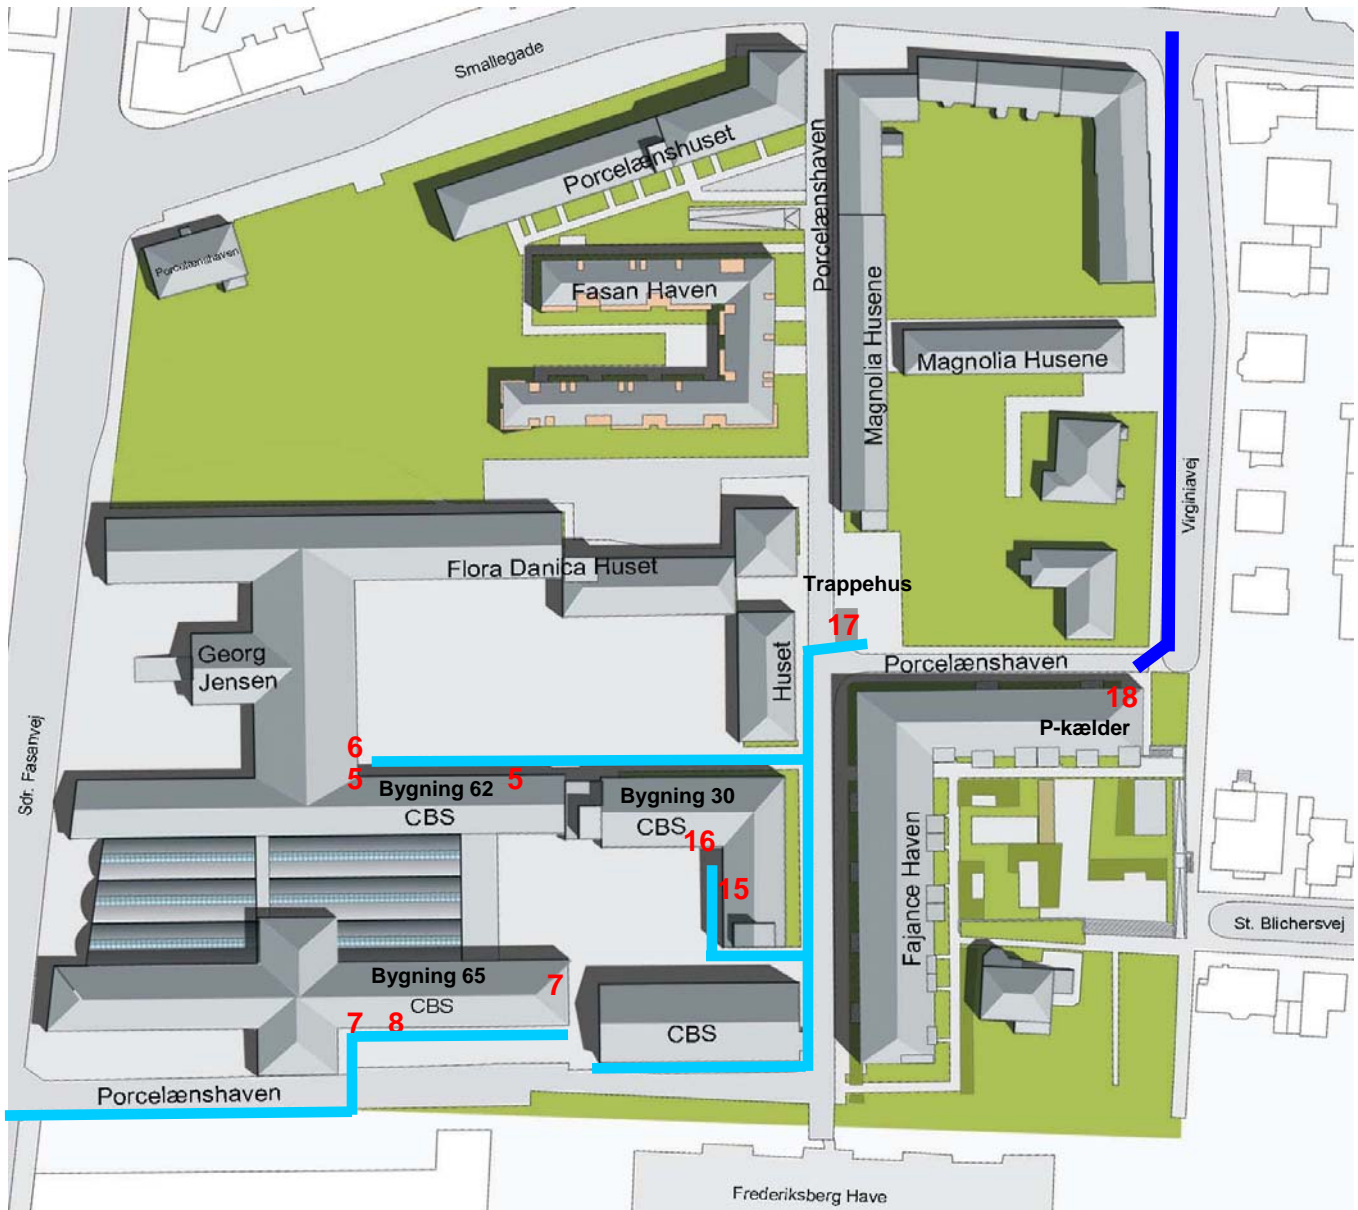 Smallegade
Porcelænshuset
Porcelænshaven
Porcelænshaven
Fasan Haven
Magnolia Husene
Magnolia Husene
Virginiavej
Flora Danica Huset
Trappehus
17
Georg
Jensen
Huset
Porcelænshaven
18
P-kælder
6
5
5
Bygning 62
CBS
Bygning 30
CBS
16
15
Sdr. Fasanvej
Fajance Haven
St. Blichersvej
Bygning 65
CBS
7
7
8
CBS
Porcelænshaven
Frederiksberg Have